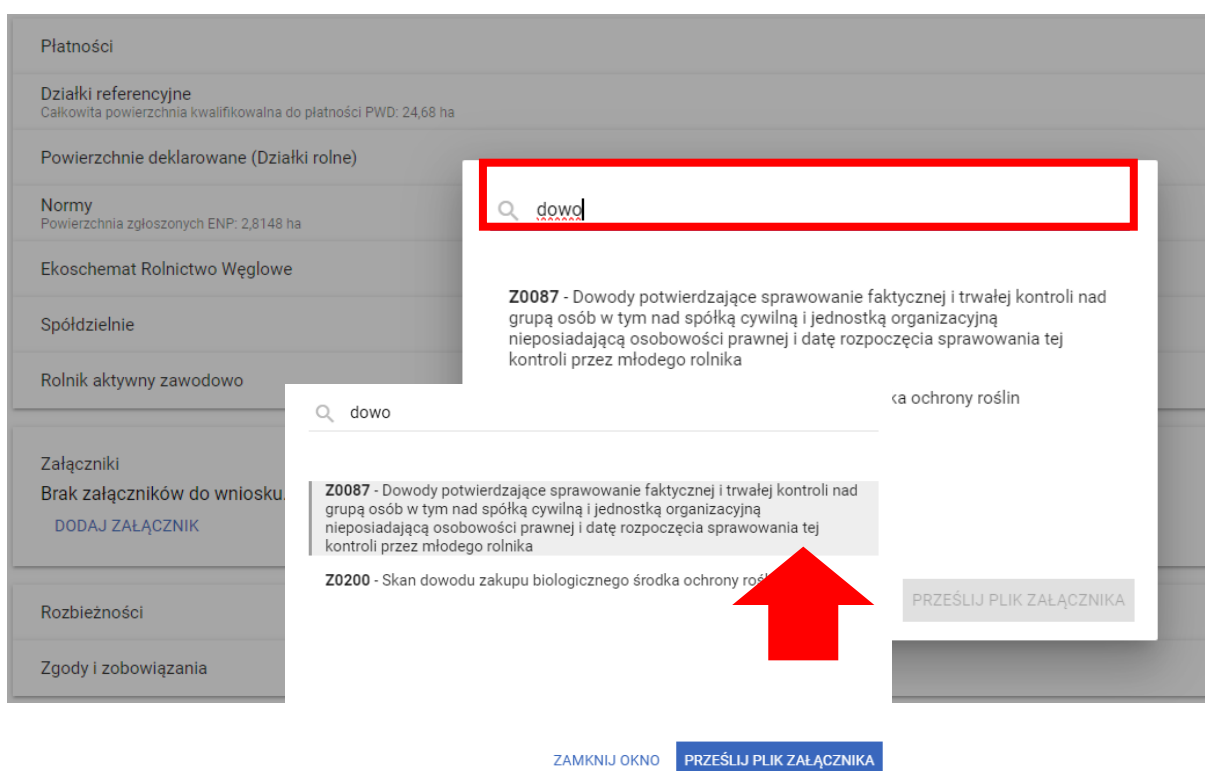 Płatności
Działki referencyjne
Całkowita powierzchnia kwalifikowalna do płatności PWD: 24,68 ha
Powierzchnie deklarowane (Działki rolne)
Normy
Powierzchnia zgłoszonych ENP: 2,8148 ha
Ekoschemat Rolnictwo Węglowe
Spółdzielnie
Rolnik aktywny zawodowo
Załączniki
Brak załączników do wniosku.
DODAJ ZAŁĄCZNIK
Rozbieżności
Zgody i zobowiązania
dowo
Z0087 - Dowody potwierdzające sprawowanie faktycznej i trwałej kontroli nad
grupą osób w tym nad spółką cywilną i jednostką organizacyjną
nieposiadającą osobowości prawnej i datę rozpoczęcia sprawowania tej
kontroli przez młodego rolnika
ochrony roślin
PRZEŚLIJ PLIK ZAŁĄCZNIKA
dowo
Z0087 - Dowody potwierdzające sprawowanie faktycznej i trwałej kontroli nad
grupą osób w tym nad spółką cywilną i jednostką organizacyjną
nieposiadającą osobowości prawnej i datę rozpoczęcia sprawowania tej
kontroli przez młodego rolnika
Z0200 - Skan dowodu zakupu biologicznego środka ochrony
ZAMKNIJ OKNO PRZEŚLIJ PLIK ZAŁĄCZNIKA